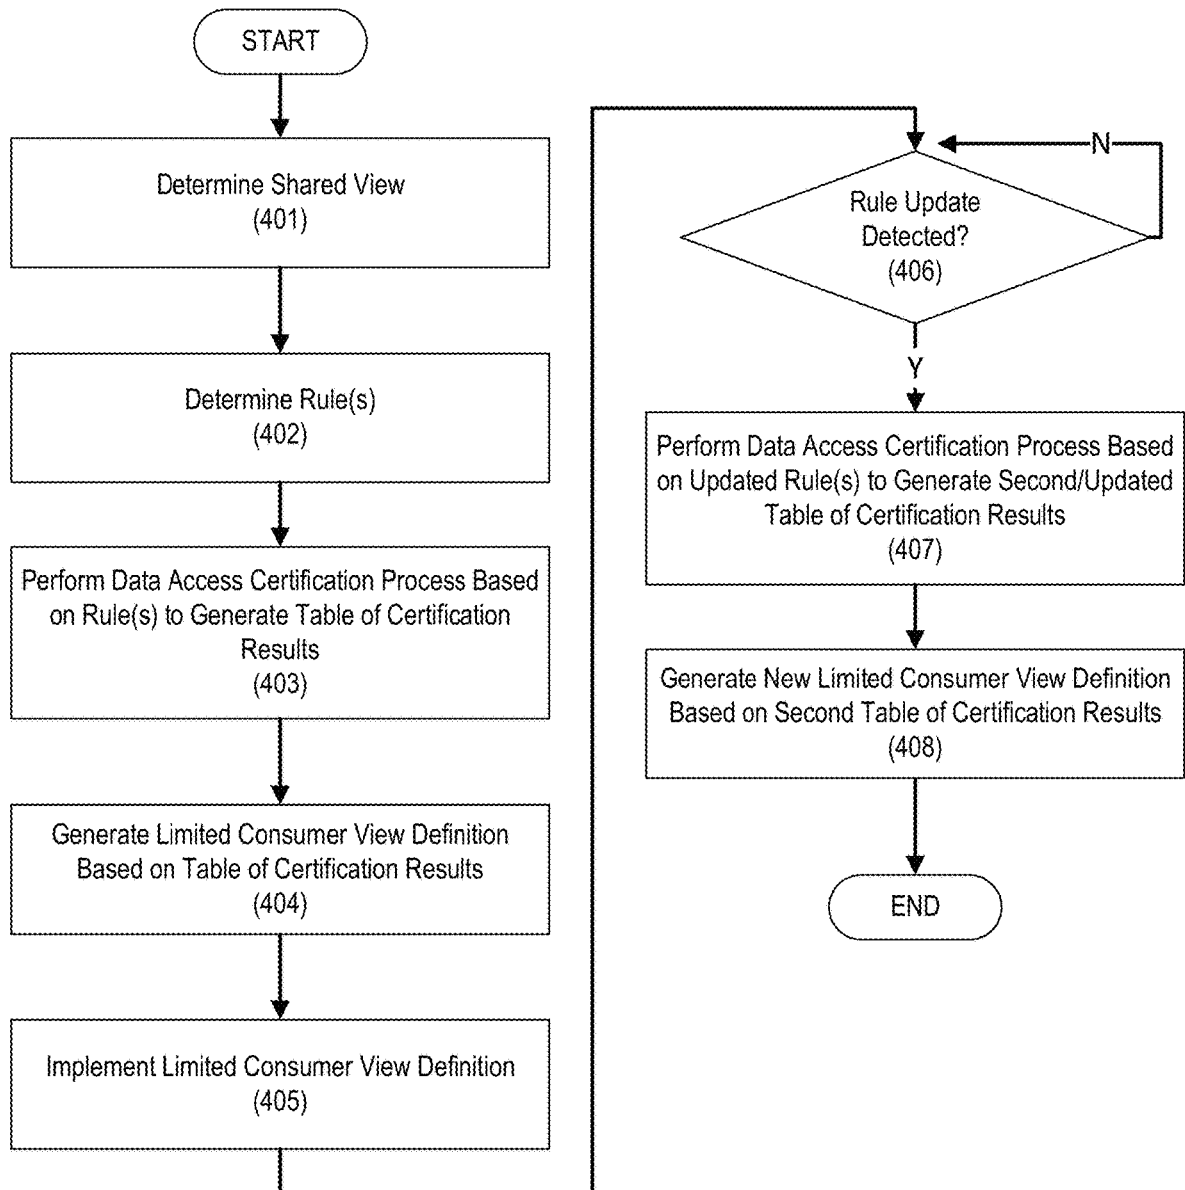 START
Determine Shared View
(401)
Determine Rule(s)
(402)
Perform Data Access Certification Process Based
on Rule(s) to Generate Table of Certification
Results
(403)
Generate Limited Consumer View Definition
Based on Table of Certification Results
(404)
Implement Limited Consumer View Definition
(405)
N
Rule Update
Detected?
(406)
Y
Perform Data Access Certification Process Based
on Updated Rule(s) to Generate Second/Updated
Table of Certification Results
(407)
Generate New Limited Consumer View Definition
Based on Second Table of Certification Results
(408)
END